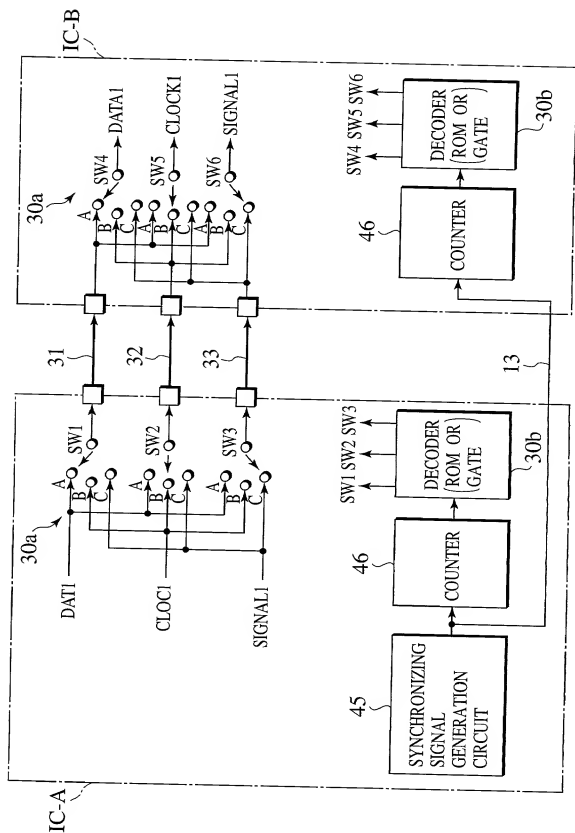 IC-A
IC-B
30a
DAT1
CLOC1
SIGNAL1
A
B
C
A
B
C
A
B
C
SW1
SW2
SW3
31
32
33
30a
A
B
C
A
B
C
A
B
C
SW4
SW5
SW6
DATA1
CLOCK1
SIGNAL1
45
SYNCHRONIZING
SIGNAL
GENERATION
CIRCUIT
46
COUNTER
SW1 SW2 SW3
DECODER
(ROM OR)
GATE
30b
13
46
COUNTER
SW4 SW5 SW6
DECODER
(ROM OR)
GATE
30b